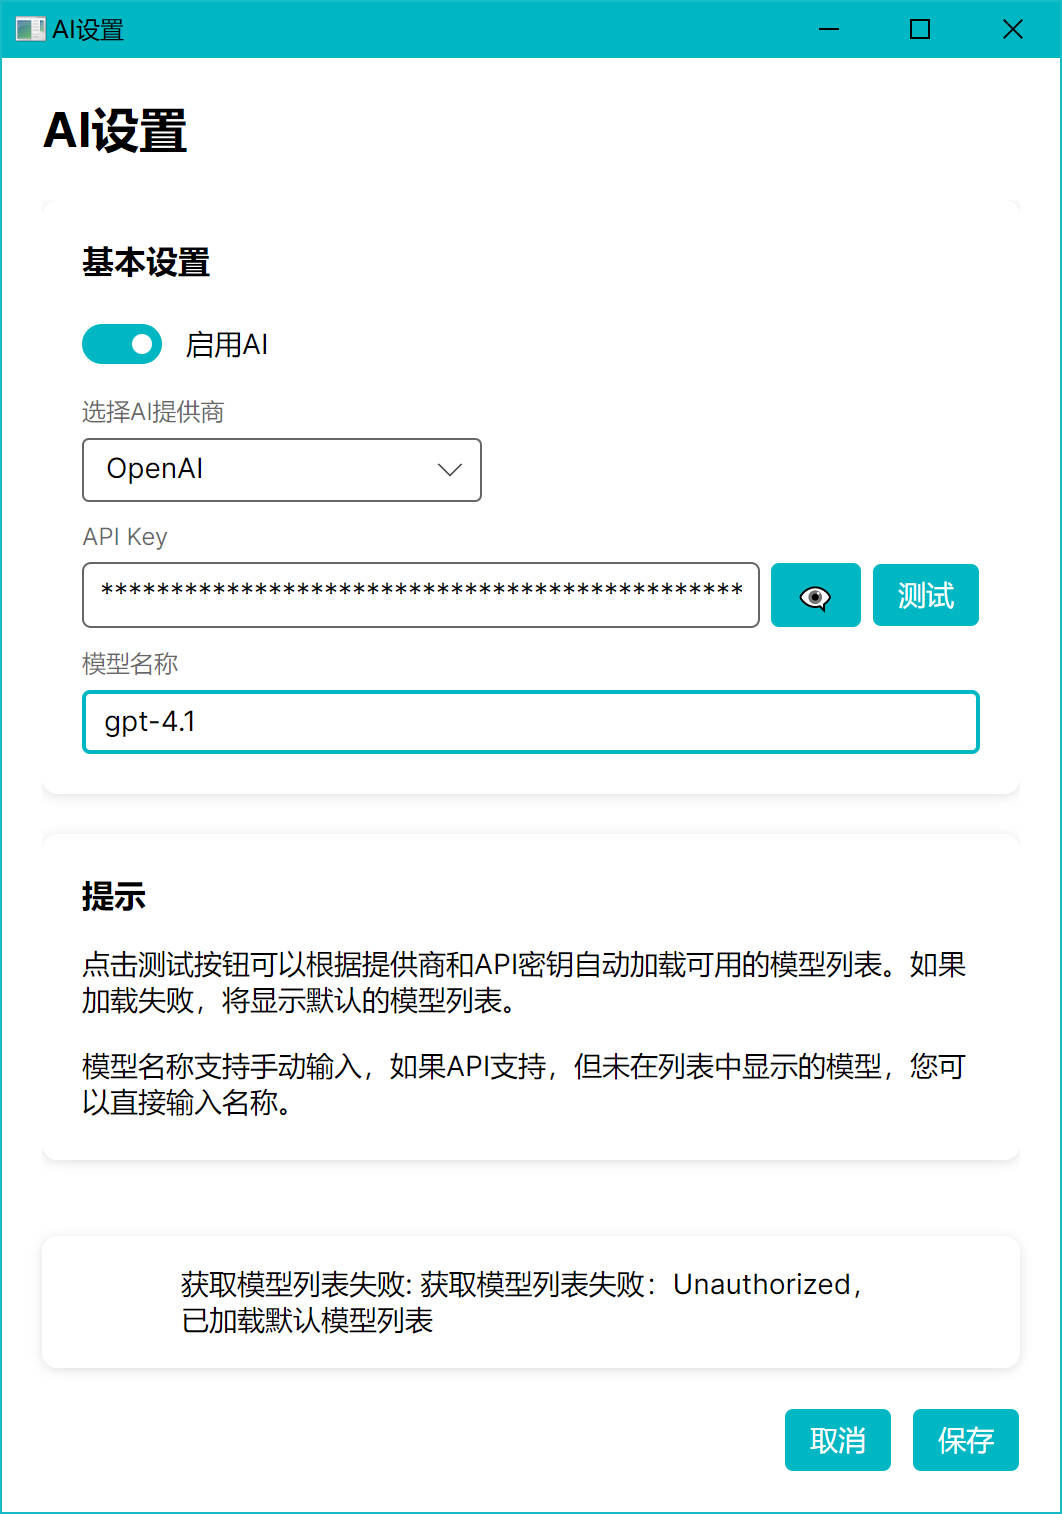 AI设置
AI设置
基本设置
启用AI
选择AI提供商
OpenAI
API Key
**********************************************
测试
模型名称
gpt-4.1
提示
点击测试按钮可以根据提供商和API密钥自动加载可用的模型列表。如果
加载失败，将显示默认的模型列表。
模型名称支持手动输入，如果API支持，但未在列表中显示的模型，您可
以直接输入名称。
获取模型列表失败: 获取模型列表失败：Unauthorized，
已加载默认模型列表
取消
保存